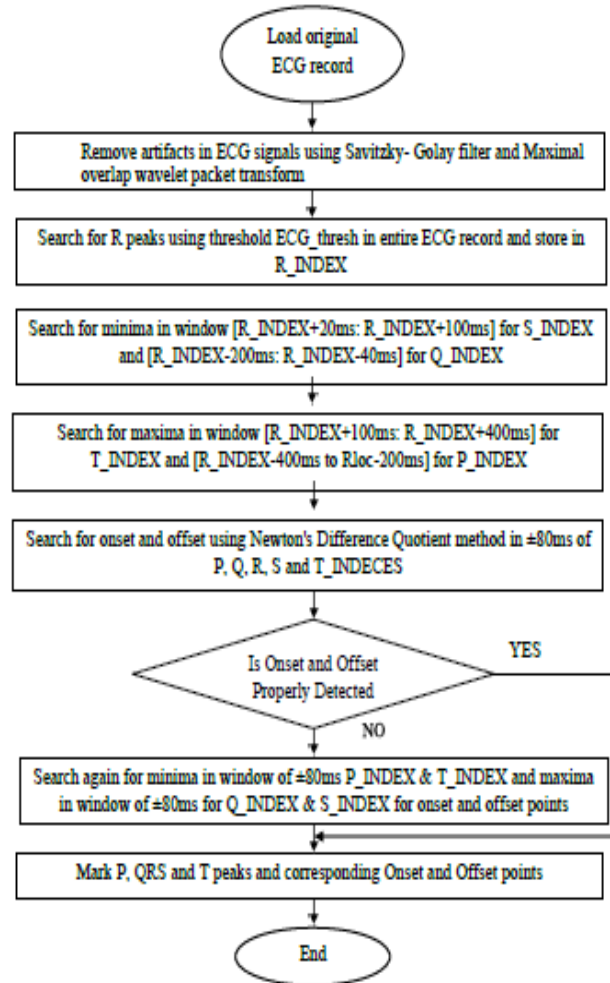 Load original
ECG record
Remove artifacts in ECG signals using Savitzky- Golay filter and Maximal
overlap wavelet packet transform
Search for R peaks using threshold ECG_thresh in entire ECG record and store in
R_INDEX
Search for minima in window [R_INDEX+20ms: R_INDEX+100ms] for S_INDEX
and [R_INDEX-200ms: R_INDEX-40ms] for Q_INDEX
Search for maxima in window [R_INDEX+100ms: R_INDEX+400ms] for
T_INDEX and [R_INDEX-400ms to Rloc-200ms] for P_INDEX
Search for onset and offset using Newton's Difference Quotient method in ±80ms of
P, Q, R, S and T_INDECES
Is Onset and Offset
Properly Detected
YES
NO
Search again for minima in window of ±80ms P_INDEX & T_INDEX and maxima
in window of ±80ms for Q_INDEX & S_INDEX for onset and offset points
Mark P, QRS and T peaks and corresponding Onset and Offset points
End